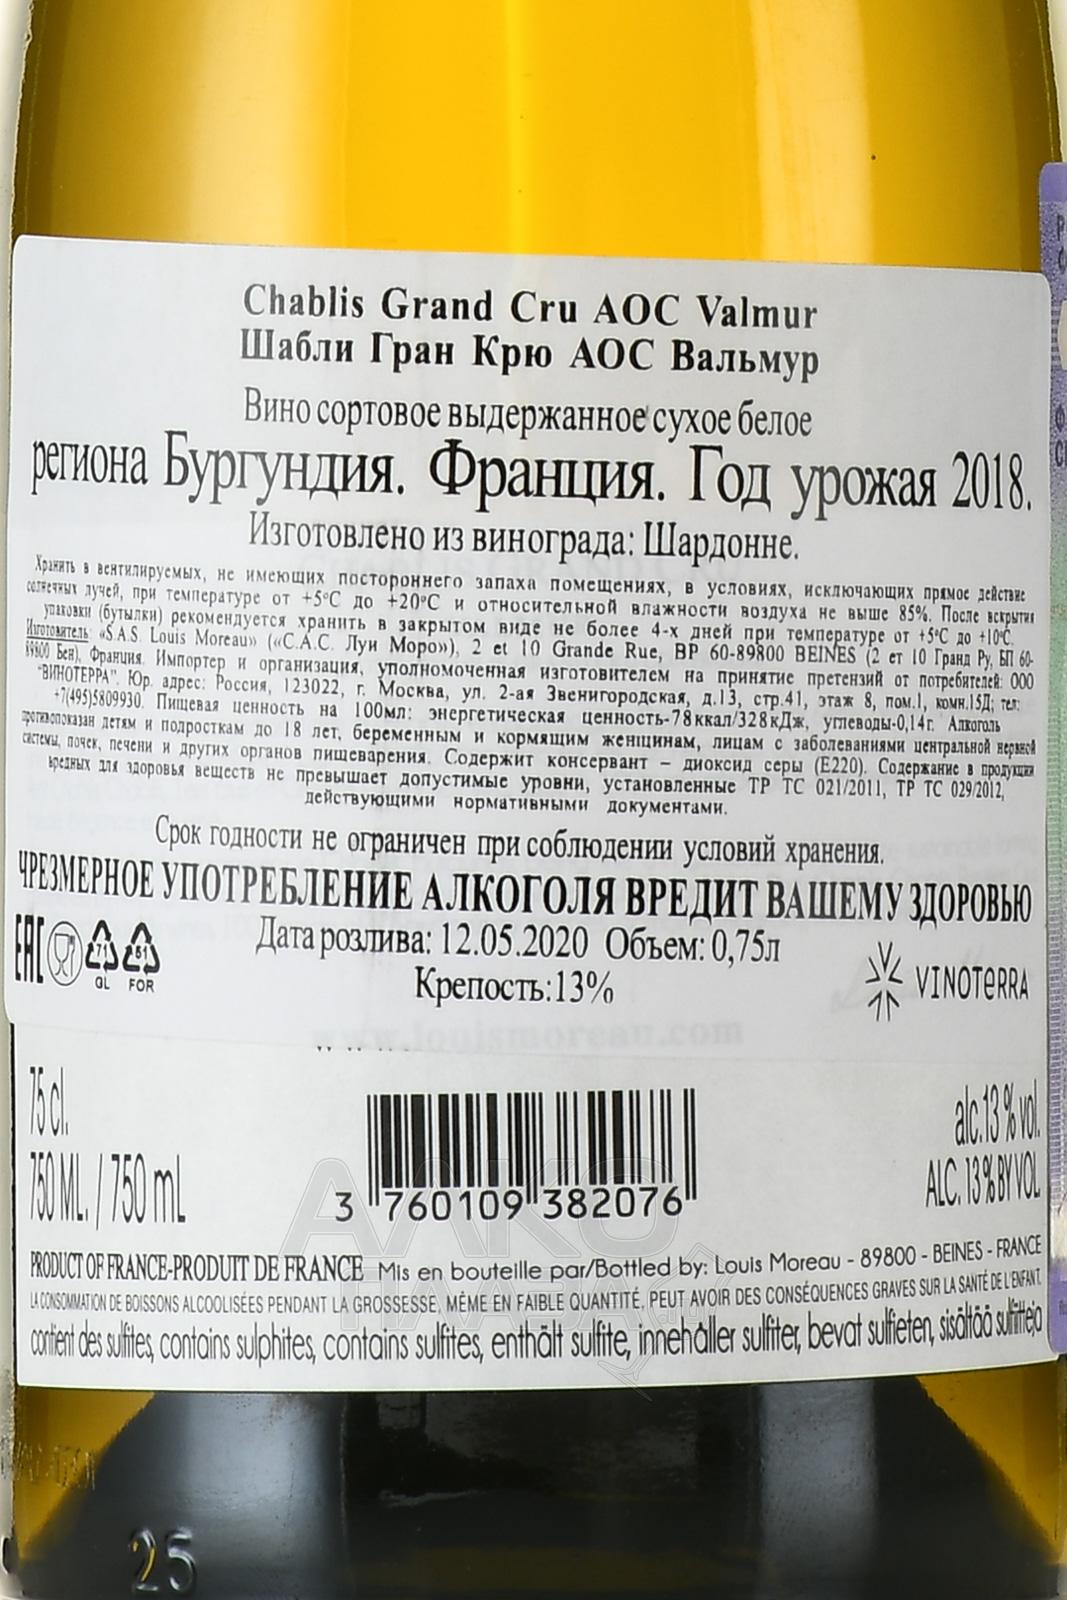 Chablis Grand Cru AOC Valmur
Шабли Гран Крю АОС Вальмур
Вино сортовое выдержанное сухое белое
региона Бургундия. Франция. Год урожая 2018.
Изготовлено из винограда: Шардонне.
Хранить в вентилируемых, не имеющих постороннего запаха помещениях, в условиях, исключающих прямое действие
солнечных лучей, при температуре от +5°C до +20°C и относительной влажности воздуха не выше 85%. После вскрытия
упаковки (бутылки) рекомендуется хранить в закрытом виде не более 4-х дней при температуре от +5°C до +10°C.
Изготовитель: «S.A.S. Louis Moreau» («С.А.С. Луи Моро»), 2 et 10 Grande Rue, BP 60-89800 BEINES (2 ет 10 Гранд Ру, БП 60-
89800 Бен), Франция. Импортер и организация, уполномоченная изготовителем на принятие претензий от потребителей: ООО
"ВИНОТЕРРА". Юр. адрес: Россия, 123022, г. Москва, ул. 2-ая Звенигородская, д.13, стр.41, этаж 8, пом.1, комн.15Д; тел:
+7(495)5809930. Пищевая ценность на 100мл: энергетическая ценность-78ккал/328кДж, углеводы-0,14г. Алкоголь
противопоказан детям и подросткам до 18 лет, беременным и кормящим женщинам, лицам с заболеваниями центральной нервной
системы, почек, печени и других органов пищеварения. Содержит консервант – диоксид серы (Е220). Содержание в продукции
вредных для здоровья веществ не превышает допустимые уровни, установленные ТР ТС 021/2011, ТР ТС 029/2012,
действующими нормативными документами.
Срок годности не ограничен при соблюдении условий хранения.
ЧРЕЗМЕРНОЕ УПОТРЕБЛЕНИЕ АЛКОГОЛЯ ВРЕДИТ ВАШЕМУ ЗДОРОВЬЮ
Дата розлива: 12.05.2020 Объем: 0,75л
Крепость:13%
EAC 71 GL 51 FOR
VINOTERRA
www.louismoreau.com
75 cl.
750 ML. / 750 mL
alc.13 % vol.
ALC. 13 % BY VOL
3 760109 382076
PRODUCT OF FRANCE-PRODUIT DE FRANCE Mis en bouteille par/Bottled by: Louis Moreau - 89800 - BEINES - FRANCE
LA CONSOMMATION DE BOISSONS ALCOOLISÉES PENDANT LA GROSSESSE, MÊME EN FAIBLE QUANTITÉ, PEUT AVOIR DES CONSÉQUENCES GRAVES SUR LA SANTÉ DE L'ENFANT.
contient des sulfites, contains sulphites, contains sulfites, enthält sulfite, innehåller sulfiter, bevat sulfieten, sisältää sulfiitteja
25